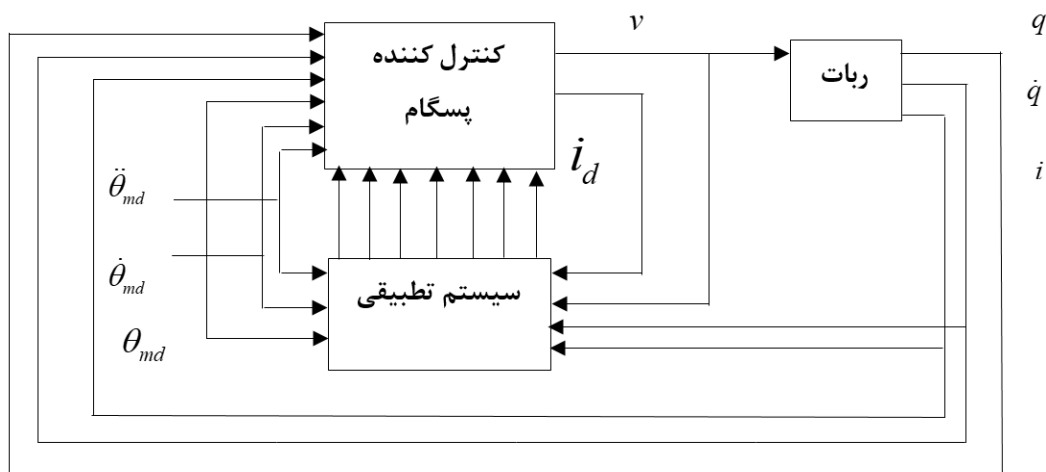 v
q
کنترل کننده
پسگام
ربات
q̇
i_d
i
θ̈_md
θ̇_md
θ_md
سیستم تطبیقی